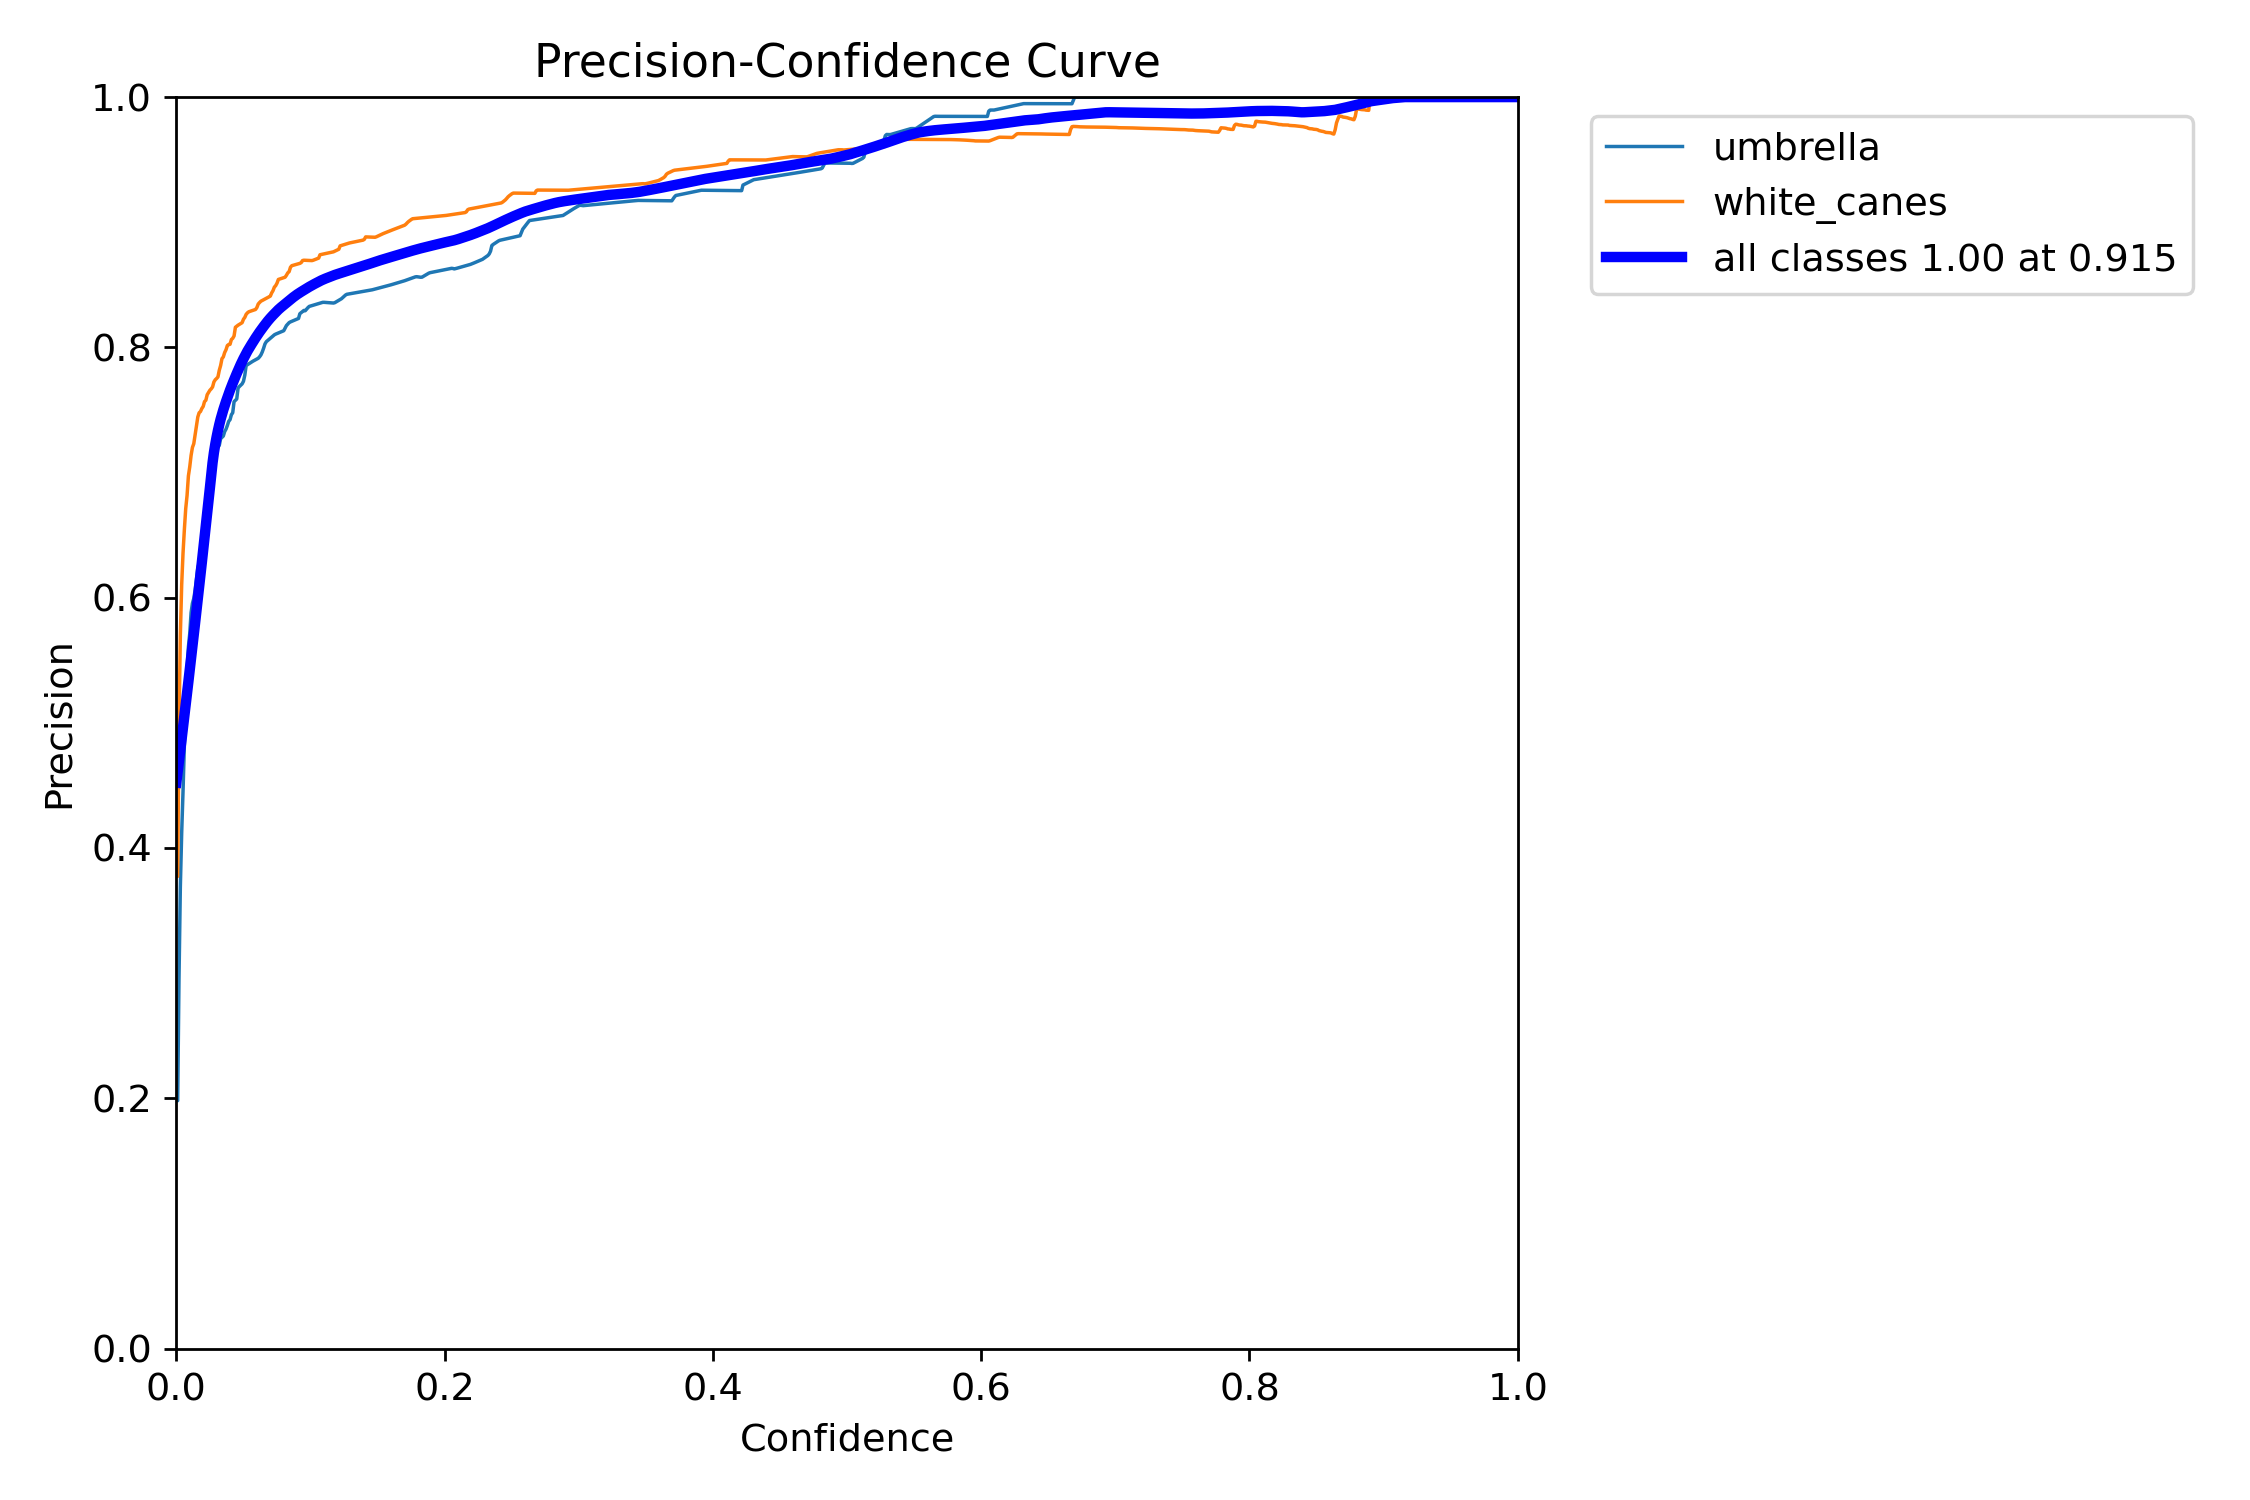 Precision-Confidence Curve
1.0
0.8
0.6
0.4
0.2
0.0
Precision
0.0 0.2 0.4 0.6 0.8 1.0
Confidence
umbrella
white_canes
all classes 1.00 at 0.915